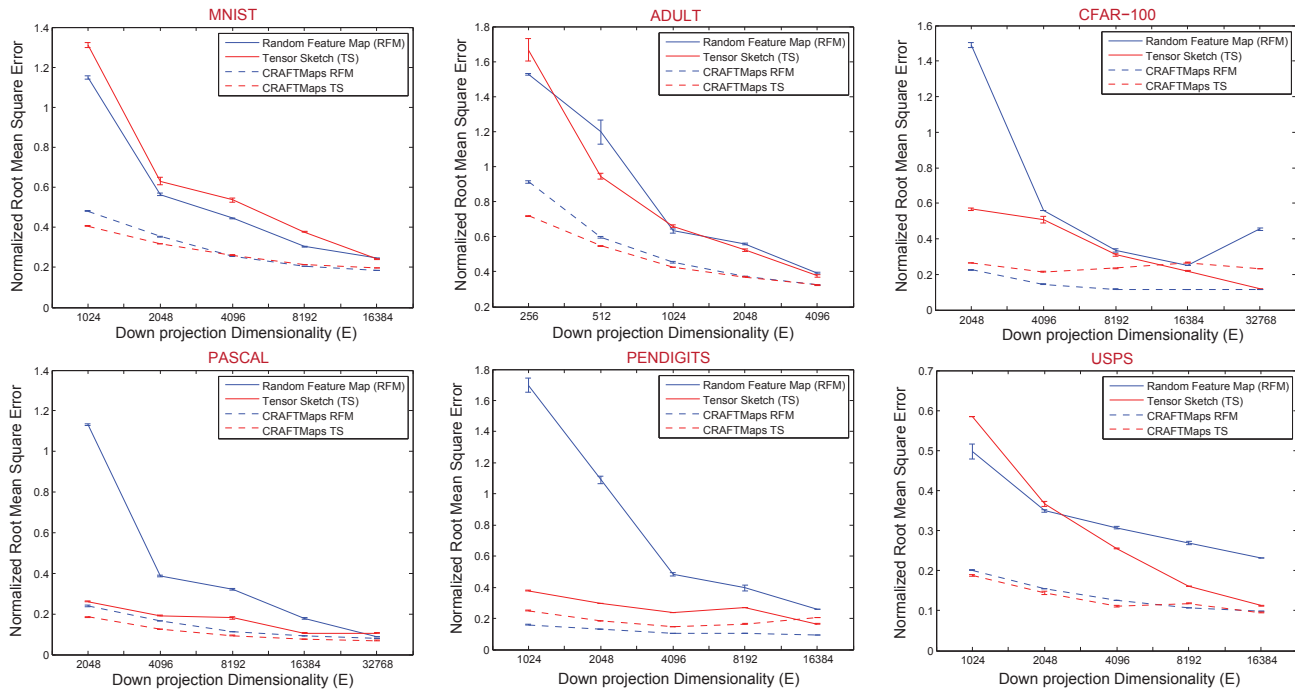 MNIST
Normalized Root Mean Square Error
1.4
1.2
1
0.8
0.6
0.4
0.2
0
Random Feature Map (RFM)
Tensor Sketch (TS)
CRAFTMaps RFM
CRAFTMaps TS
1024 2048 4096 8192 16384
Down projection Dimensionality (E)
ADULT
Normalized Root Mean Square Error
1.8
1.6
1.4
1.2
1
0.8
0.6
0.4
0.2
Random Feature Map (RFM)
Tensor Sketch (TS)
CRAFTMaps RFM
CRAFTMaps TS
256 512 1024 2048 4096
Down projection Dimensionality (E)
CFAR−100
Normalized Root Mean Square Error
1.6
1.4
1.2
1
0.8
0.6
0.4
0.2
0
Random Feature Map (RFM)
Tensor Sketch (TS)
CRAFTMaps RFM
CRAFTMaps TS
2048 4096 8192 16384 32768
Down projection Dimensionality (E)
PASCAL
Normalized Root Mean Square Error
1.4
1.2
1
0.8
0.6
0.4
0.2
0
Random Feature Map (RFM)
Tensor Sketch (TS)
CRAFTMaps RFM
CRAFTMaps TS
2048 4096 8192 16384 32768
Down projection Dimensionality (E)
PENDIGITS
Normalized Root Mean Square Error
1.8
1.6
1.4
1.2
1
0.8
0.6
0.4
0.2
0
Random Feature Map (RFM)
Tensor Sketch (TS)
CRAFTMaps RFM
CRAFTMaps TS
1024 2048 4096 8192 16384
Down projection Dimensionality (E)
USPS
Normalized Root Mean Square Error
0.7
0.6
0.5
0.4
0.3
0.2
0.1
0
Random Feature Map (RFM)
Tensor Sketch (TS)
CRAFTMaps RFM
CRAFTMaps TS
1024 2048 4096 8192 16384
Down projection Dimensionality (E)